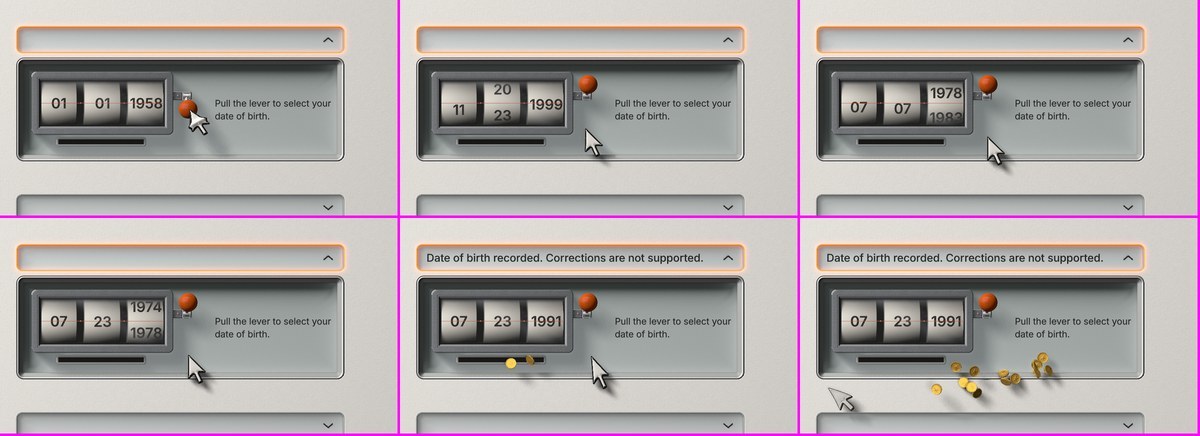 01 01 1958
Pull the lever to select your
date of birth.
20
11 1999
23
Pull the lever to select your
date of birth.
1978
07 07
1983
Pull the lever to select your
date of birth.
1974
07 23
1978
Pull the lever to select your
date of birth.
Date of birth recorded. Corrections are not supported.
07 23 1991
Pull the lever to select your
date of birth.
Date of birth recorded. Corrections are not supported.
07 23 1991
Pull the lever to select your
date of birth.